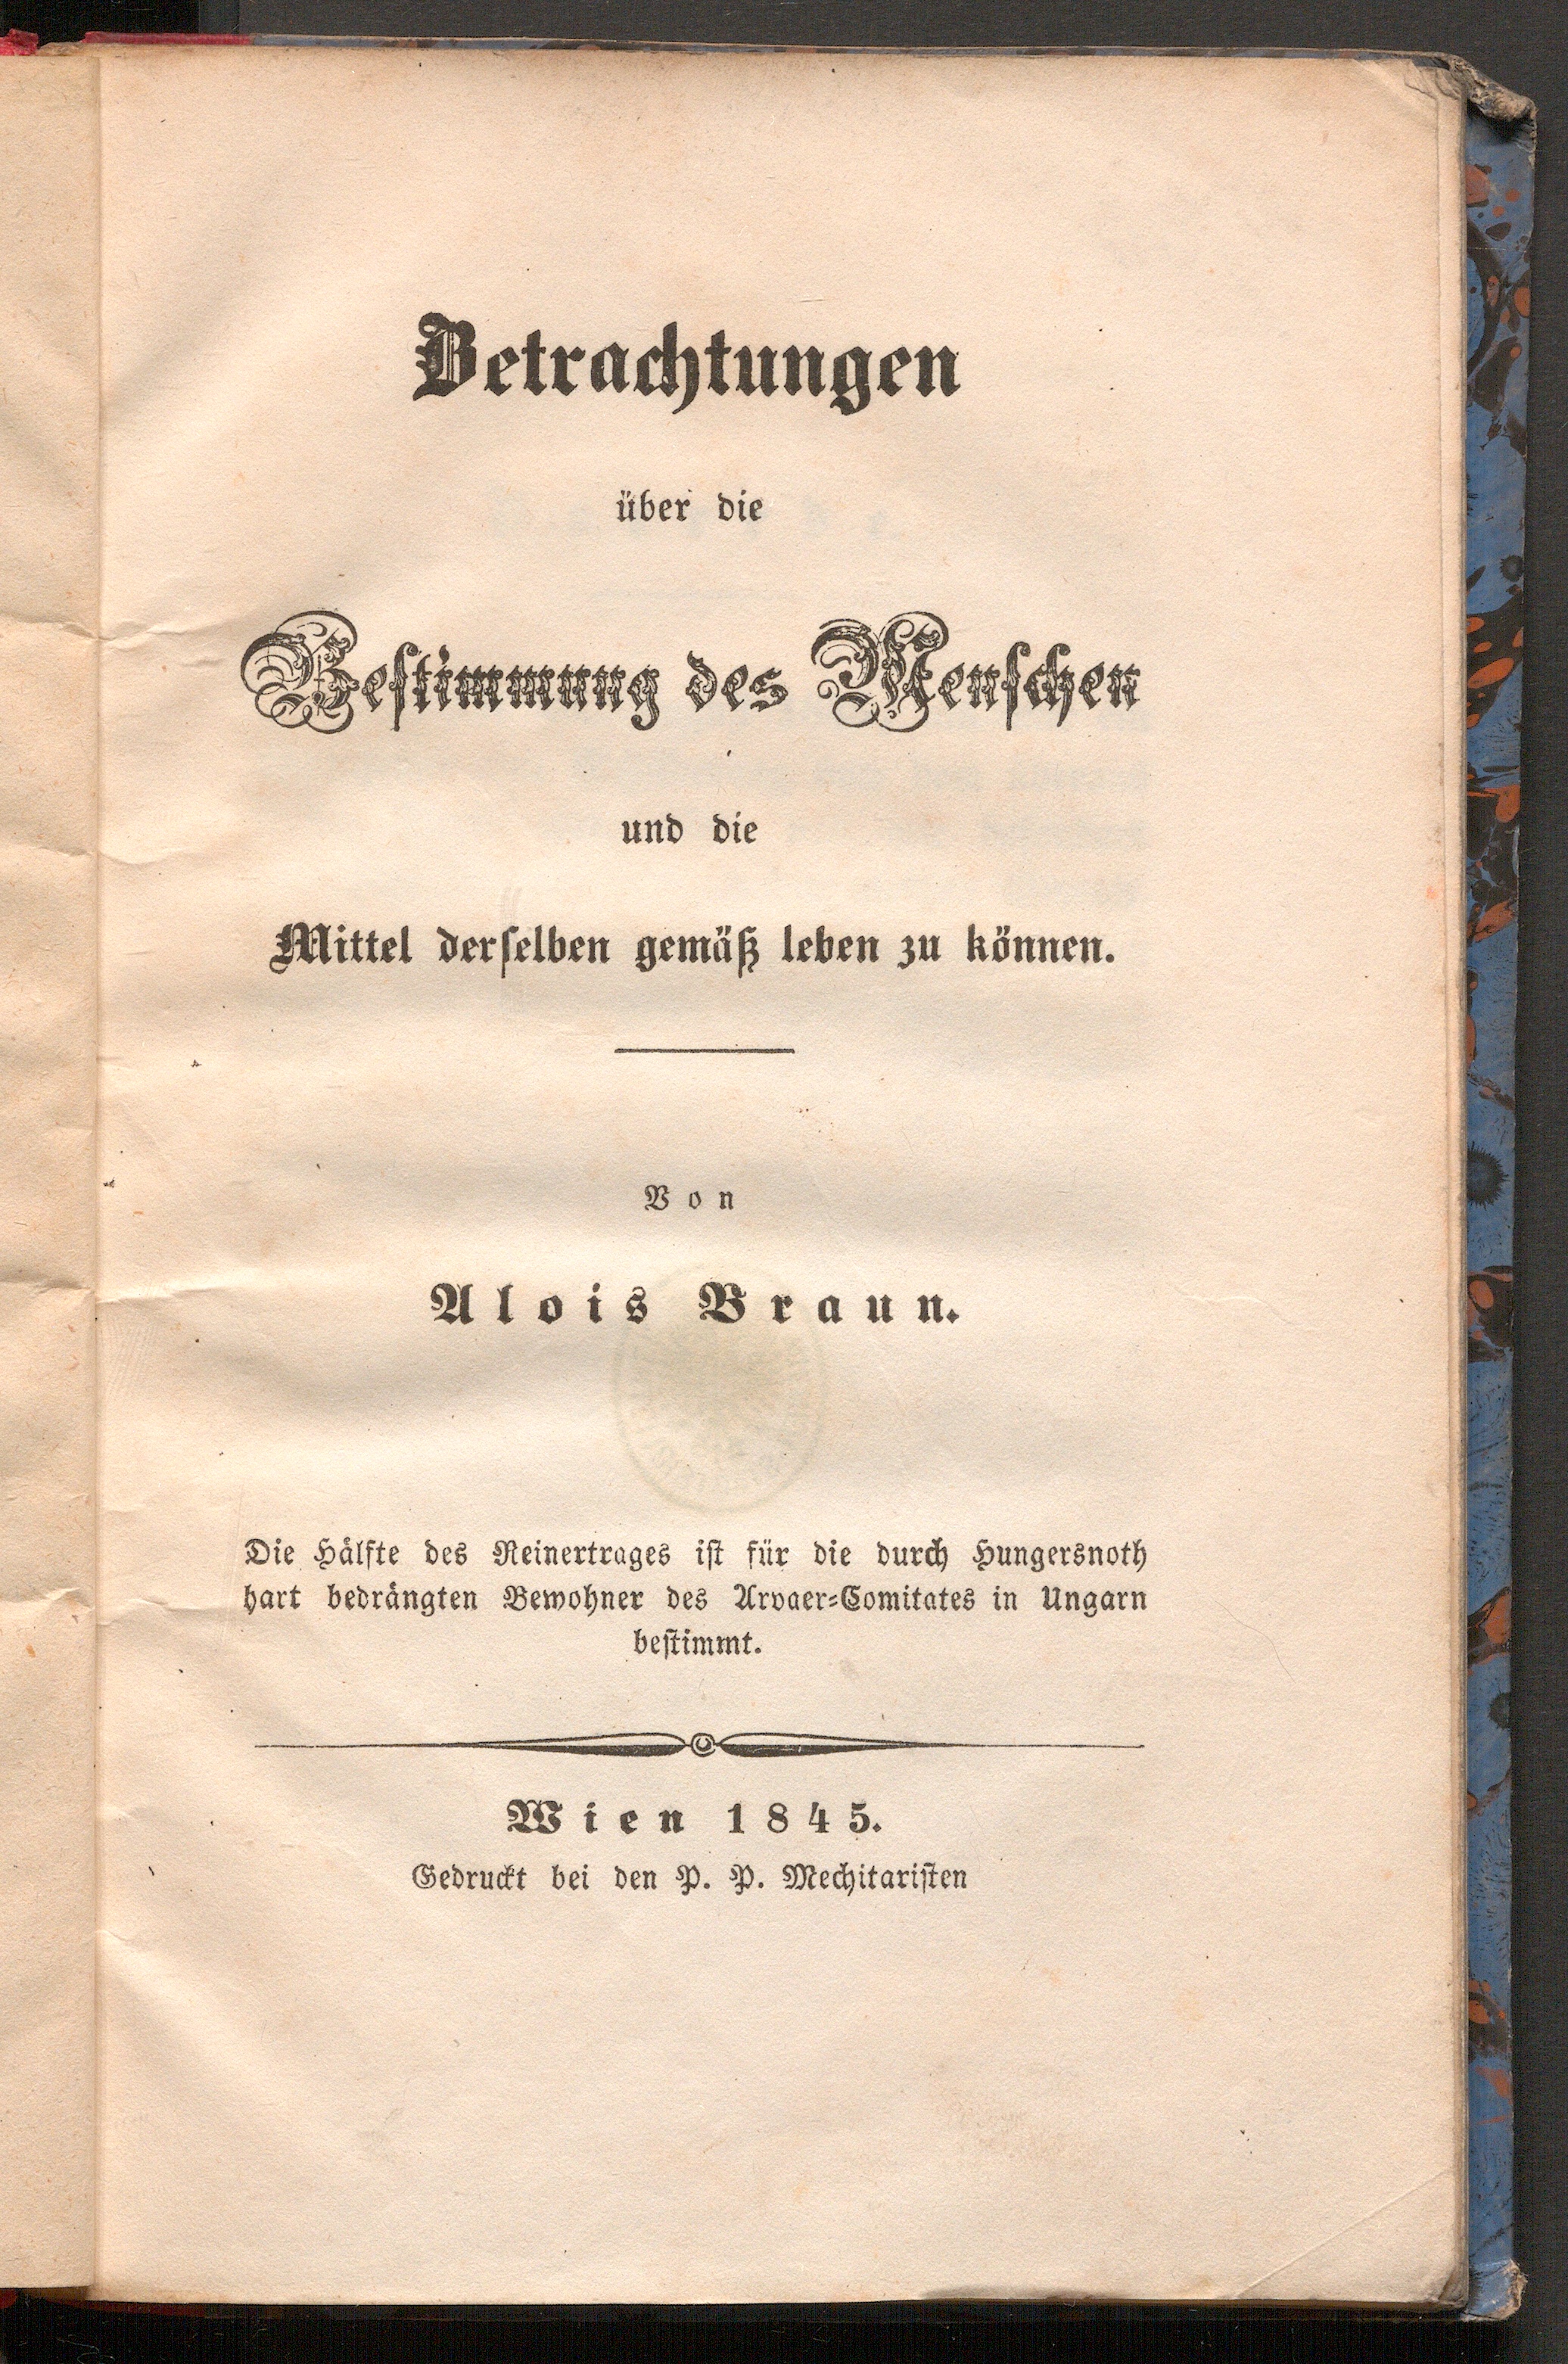 Betrachtungen
über die
Bestimmung des Menschen
und die
Mittel derselben gemäß leben zu können.
Von
Alois Braun.
Die Hälfte des Reinertrages ist für die durch Hungersnoth
hart bedrängten Bewohner des Arvaer-Comitates in Ungarn
bestimmt.
Wien 1845.
Gedruckt bei den P. P. Mechitaristen